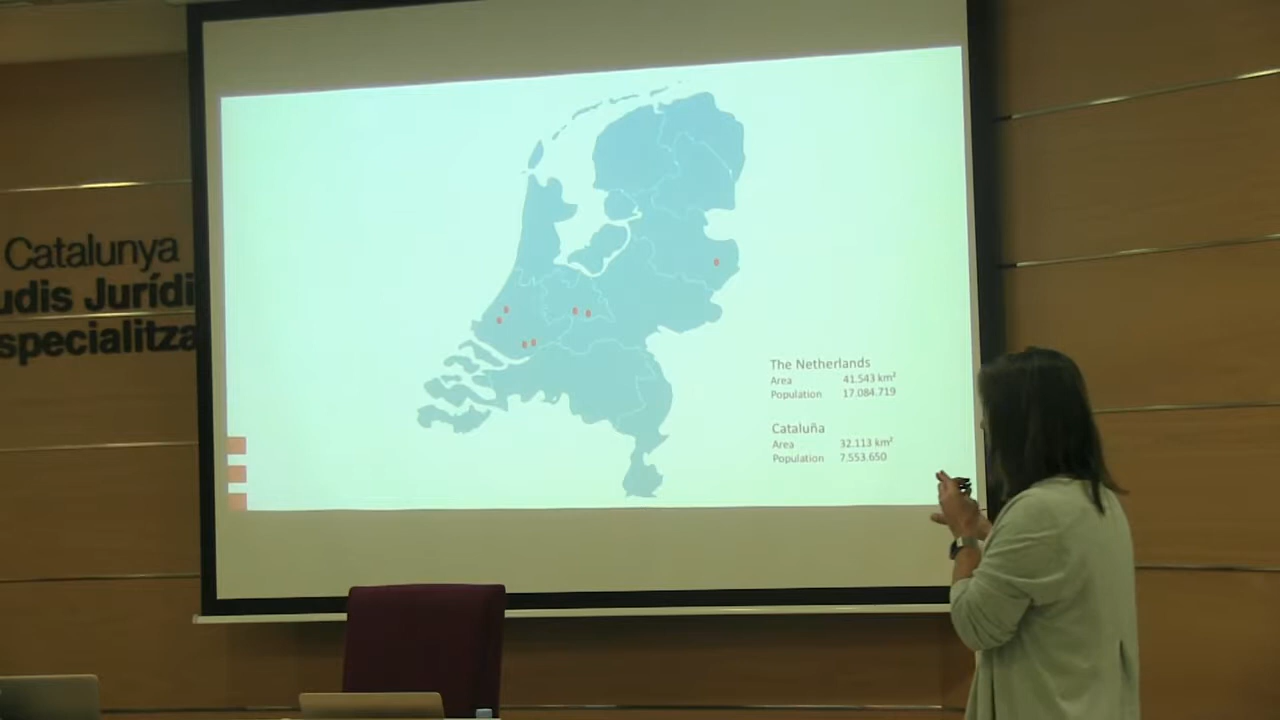 Catalunya
udis Jurídi
specialitza
The Netherlands
Area 41.543 km²
Population 17.084.719
Cataluña
Area 32.113 km²
Population 7.553.650